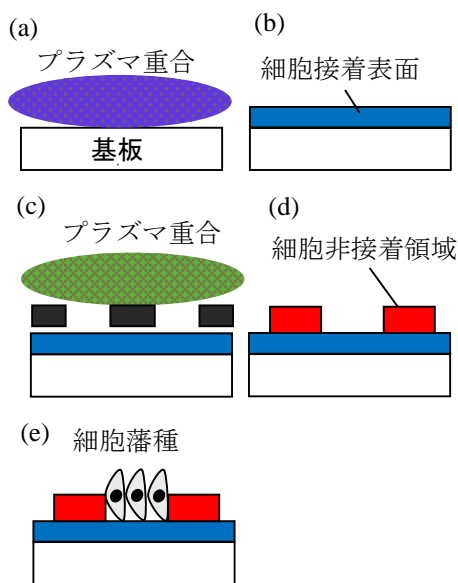 (a)
プラズマ重合
基板
(b)
細胞接着表面
(c)
プラズマ重合
(d)
細胞非接着領域
(e)
細胞藩種